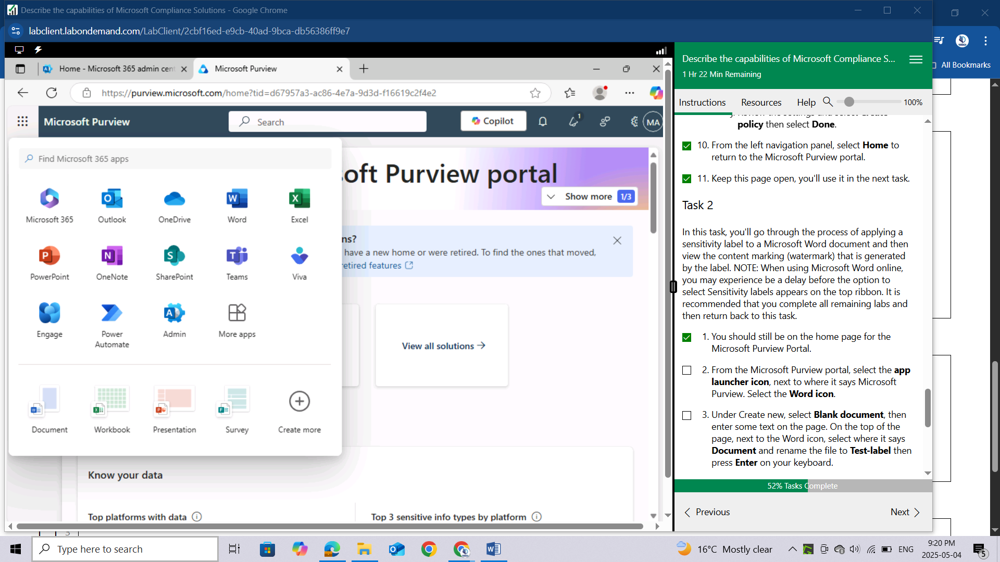 Describe the capabilities of Microsoft Compliance Solutions - Google Chrome
labclient.labondemand.com/LabClient/2cbf16ed-e9cb-40ad-9bca-db56386ff9e7
All Bookmarks
Home - Microsoft 365 admin cent
Microsoft Purview
https://purview.microsoft.com/home?tid=d67957a3-ac86-4e7a-9d3d-f16619c2f4e2
Microsoft Purview
Search
Copilot
1
MA
Find Microsoft 365 apps
Microsoft 365
Outlook
OneDrive
Word
Excel
PowerPoint
OneNote
SharePoint
Teams
Viva
Engage
Power
Automate
Admin
More apps
Document
Workbook
Presentation
Survey
Create more
soft Purview portal
Show more 1/3
ns?
have a new home or were retired. To find the ones that moved,
retired features
View all solutions
Know your data
Top platforms with data
Top 3 sensitive info types by platform
Describe the capabilities of Microsoft Compliance S...
1 Hr 22 Min Remaining
Instructions
Resources
Help
100%
policy then select Done.
10. From the left navigation panel, select Home to
return to the Microsoft Purview portal.
11. Keep this page open, you'll use it in the next task.
Task 2
In this task, you'll go through the process of applying a
sensitivity label to a Microsoft Word document and then
view the content marking (watermark) that is generated
by the label. NOTE: When using Microsoft Word online,
you may experience be a delay before the option to
select Sensitivity labels appears on the top ribbon. It is
recommended that you complete all remaining labs and
then return back to this task.
1. You should still be on the home page for the
Microsoft Purview Portal.
2. From the Microsoft Purview portal, select the app
launcher icon, next to where it says Microsoft
Purview. Select the Word icon.
3. Under Create new, select Blank document, then
enter some text on the page. On the top of the
page, next to the Word icon, select where it says
Document and rename the file to Test-label then
press Enter on your keyboard.
52% Tasks Complete
Previous
Next
3
Type here to search
16°C Mostly clear
ENG
9:20 PM
2025-05-04
5